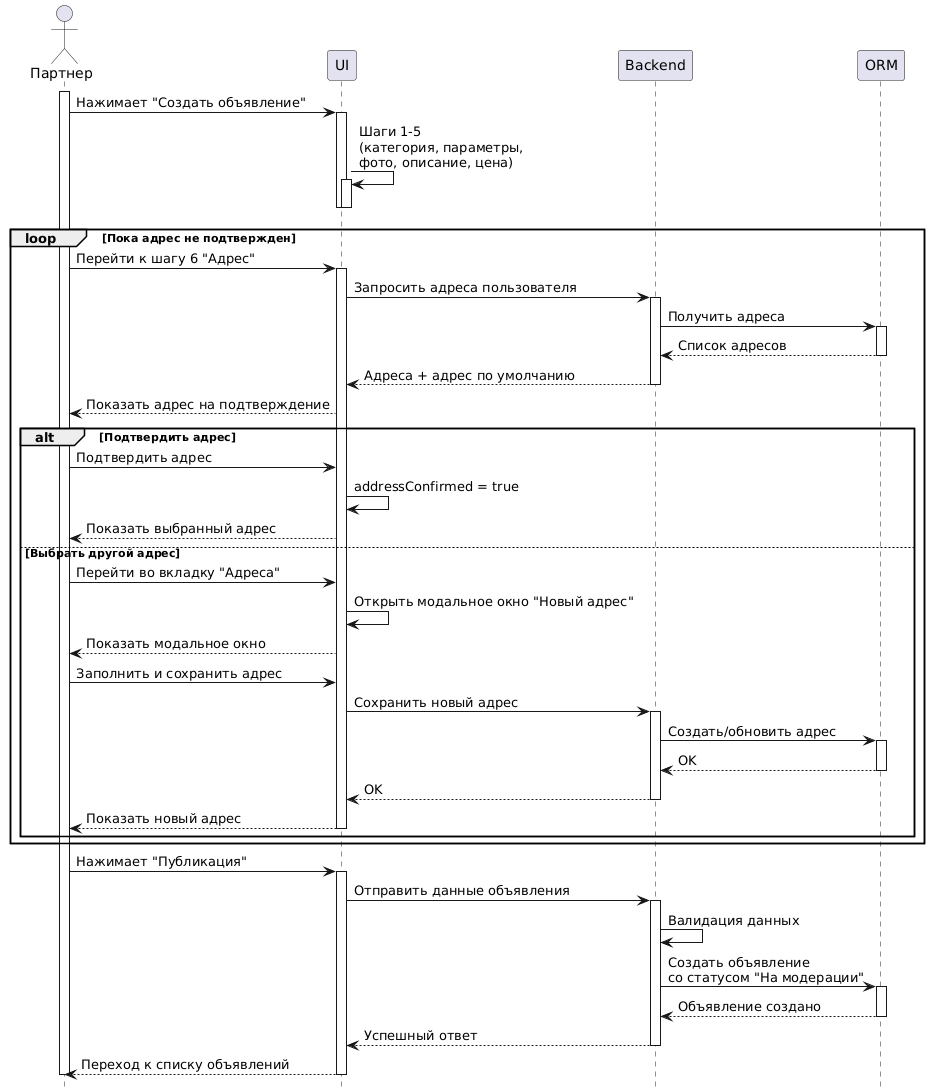 Партнер
UI
Backend
ORM
Нажимает "Создать объявление"
Шаги 1-5
(категория, параметры,
фото, описание, цена)
loop
[Пока адрес не подтвержден]
Перейти к шагу 6 "Адрес"
Запросить адреса пользователя
Получить адреса
Список адресов
Адреса + адрес по умолчанию
Показать адрес на подтверждение
alt
[Подтвердить адрес]
Подтвердить адрес
addressConfirmed = true
Показать выбранный адрес
[Выбрать другой адрес]
Перейти во вкладку "Адреса"
Открыть модальное окно "Новый адрес"
Показать модальное окно
Заполнить и сохранить адрес
Сохранить новый адрес
Создать/обновить адрес
OK
OK
Показать новый адрес
Нажимает "Публикация"
Отправить данные объявления
Валидация данных
Создать объявление
со статусом "На модерации"
Объявление создано
Успешный ответ
Переход к списку объявлений